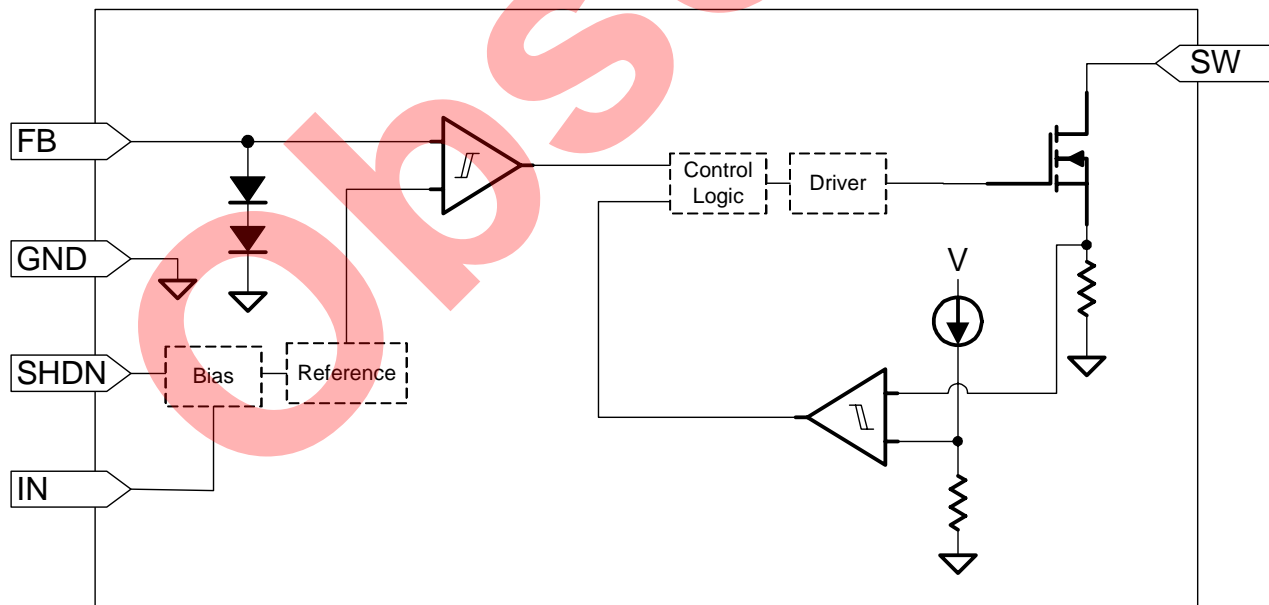 SW
FB
Control
Logic
Driver
GND
V
SHDN
Bias
Reference
IN